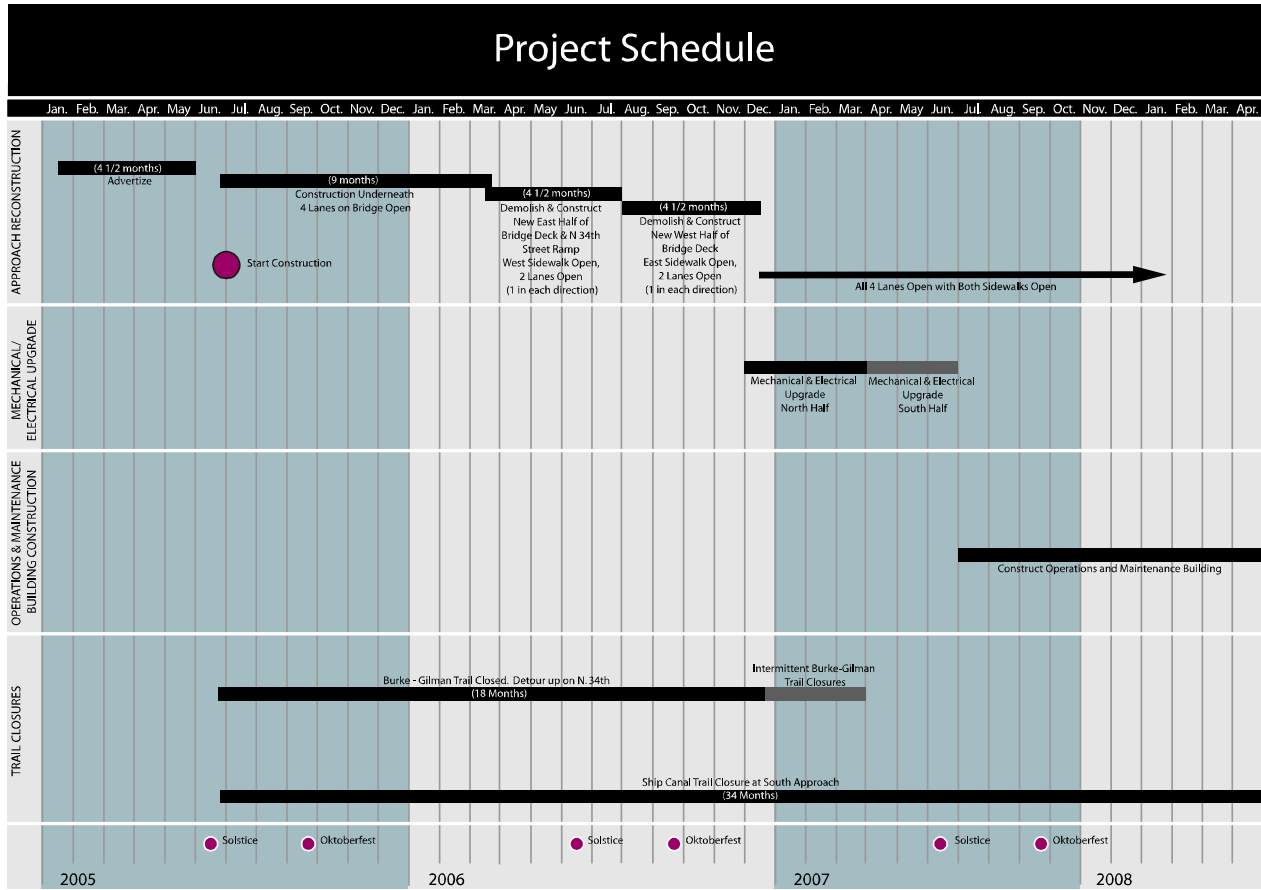 Project Schedule
Jan. Feb. Mar. Apr. May Jun. Jul. Aug. Sep. Oct. Nov. Dec. Jan. Feb. Mar. Apr. May Jun. Jul. Aug. Sep. Oct. Nov. Dec. Jan. Feb. Mar. Apr. May Jun. Jul. Aug. Sep. Oct. Nov. Dec. Jan. Feb. Mar. Apr.
APPROACH RECONSTRUCTION
(4 1/2 months)
Advertize
(9 months)
Construction Underneath
4 Lanes on Bridge Open
(4 1/2 months)
Demolish & Construct
New East Half of
Bridge Deck & N 34th
Street Ramp
West Sidewalk Open,
2 Lanes Open
(1 in each direction)
(4 1/2 months)
Demolish & Construct
New West Half of
Bridge Deck
East Sidewalk Open,
2 Lanes Open
(1 in each direction)
Start Construction
All 4 Lanes Open with Both Sidewalks Open
MECHANICAL/
ELECTRICAL UPGRADE
Mechanical & Electrical
Upgrade
North Half
Mechanical & Electrical
Upgrade
South Half
OPERATIONS & MAINTENANCE
BUILDING CONSTRUCTION
Construct Operations and Maintenance Building
TRAIL CLOSURES
Burke - Gilman Trail Closed. Detour up on N. 34th
(18 Months)
Intermittent Burke-Gilman
Trail Closures
Ship Canal Trail Closure at South Approach
(34 Months)
Solstice
Oktoberfest
Solstice
Oktoberfest
Solstice
Oktoberfest
2005
2006
2007
2008